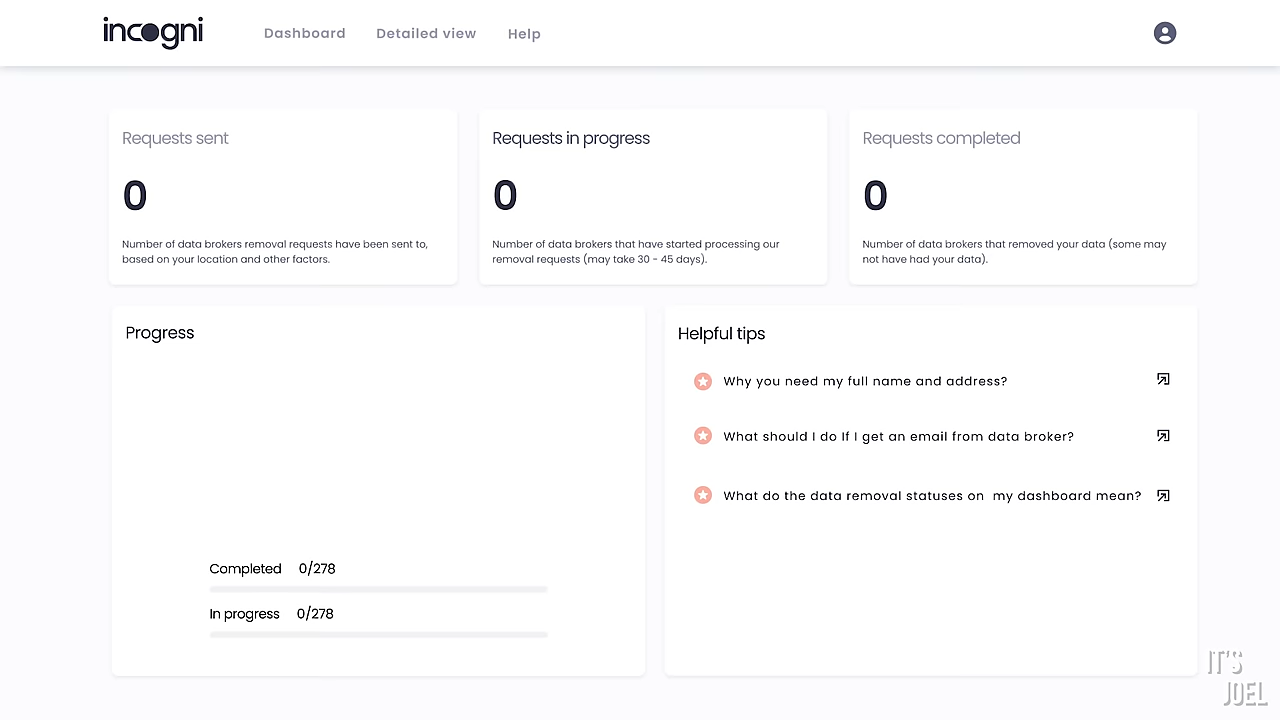 incogni
Dashboard
Detailed view
Help
Requests sent
0
Number of data brokers removal requests have been sent to,
based on your location and other factors.
Requests in progress
0
Number of data brokers that have started processing our
removal requests (may take 30 - 45 days).
Requests completed
0
Number of data brokers that removed your data (some may
not have had your data).
Progress
Completed 0/278
In progress 0/278
Helpful tips
Why you need my full name and address?
What should I do If I get an email from data broker?
What do the data removal statuses on  my dashboard mean?
IT'S
JOEL